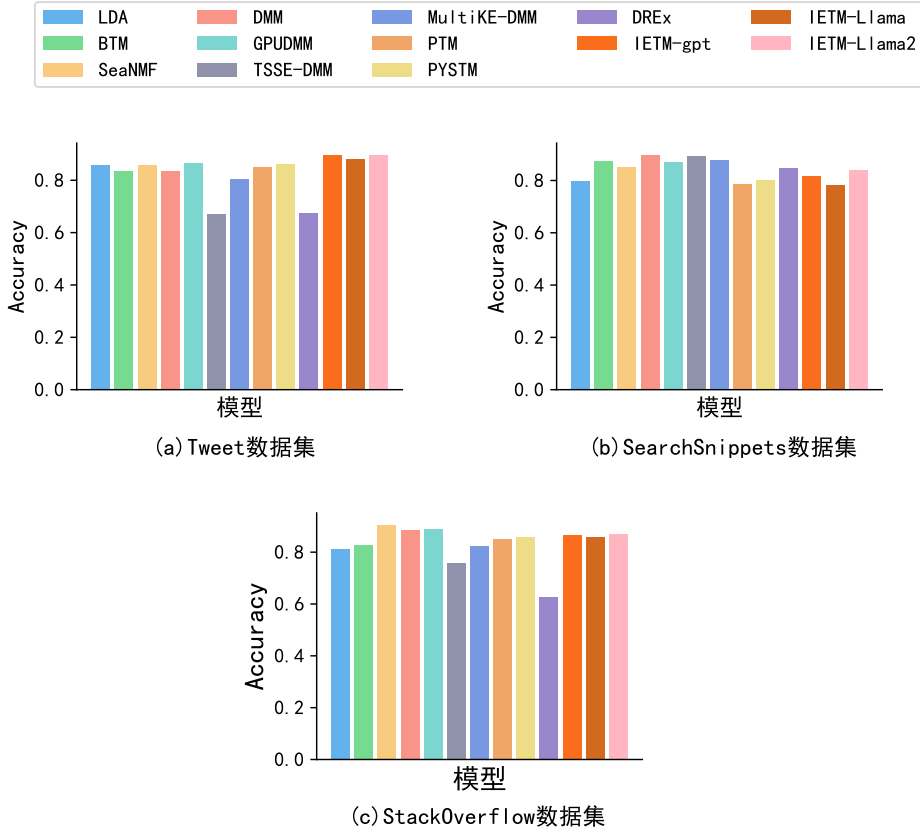 LDA DMM MultiKE-DMM DREx IETM-Llama
BTM GPUDMM PTM IETM-gpt IETM-Llama2
SeaNMF TSSE-DMM PYSTM
0.8
0.6
0.4
0.2
0.0
Accuracy
模型
(a)Tweet数据集
0.8
0.6
0.4
0.2
0.0
Accuracy
模型
(b)SearchSnippets数据集
0.8
0.6
0.4
0.2
0.0
Accuracy
模型
(c)StackOverflow数据集